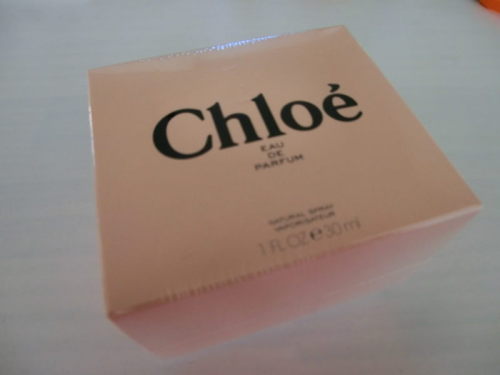 Chloé
EAU
DE
PARFUM
NATURAL SPRAY
VAPORISATEUR
1 FL.OZ ℮ 30 ml